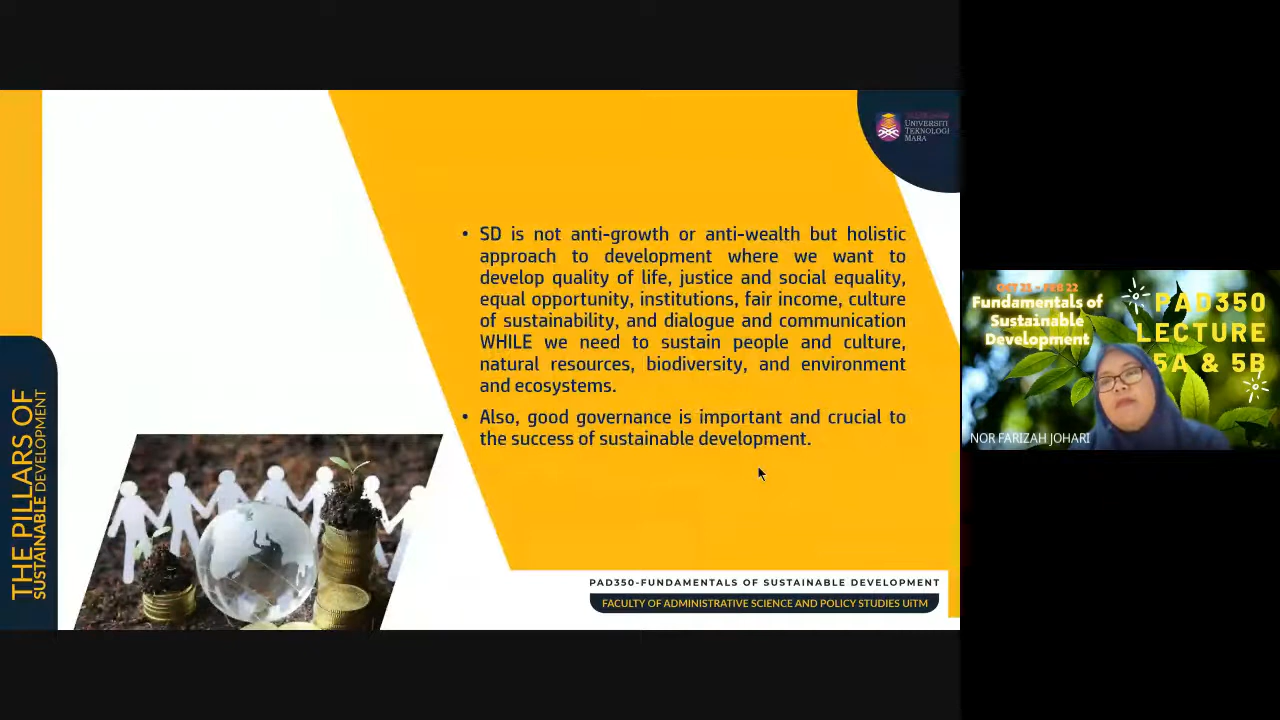 UNIVERSITI
TEKNOLOGI
MARA
• SD is not anti-growth or anti-wealth but holistic
approach to development where we want to
develop quality of life, justice and social equality,
equal opportunity, institutions, fair income, culture
of sustainability, and dialogue and communication
WHILE we need to sustain people and culture,
natural resources, biodiversity, and environment
and ecosystems.
• Also, good governance is important and crucial to
the success of sustainable development.
THE PILLARS OF
SUSTAINABLE DEVELOPMENT
PAD350-FUNDAMENTALS OF SUSTAINABLE DEVELOPMENT
FACULTY OF ADMINISTRATIVE SCIENCE AND POLICY STUDIES UiTM
Fundamentals of
Sustainable
Development
PAD350
LECTURE
5A & 5B
NOR FARIZAH JOHARI